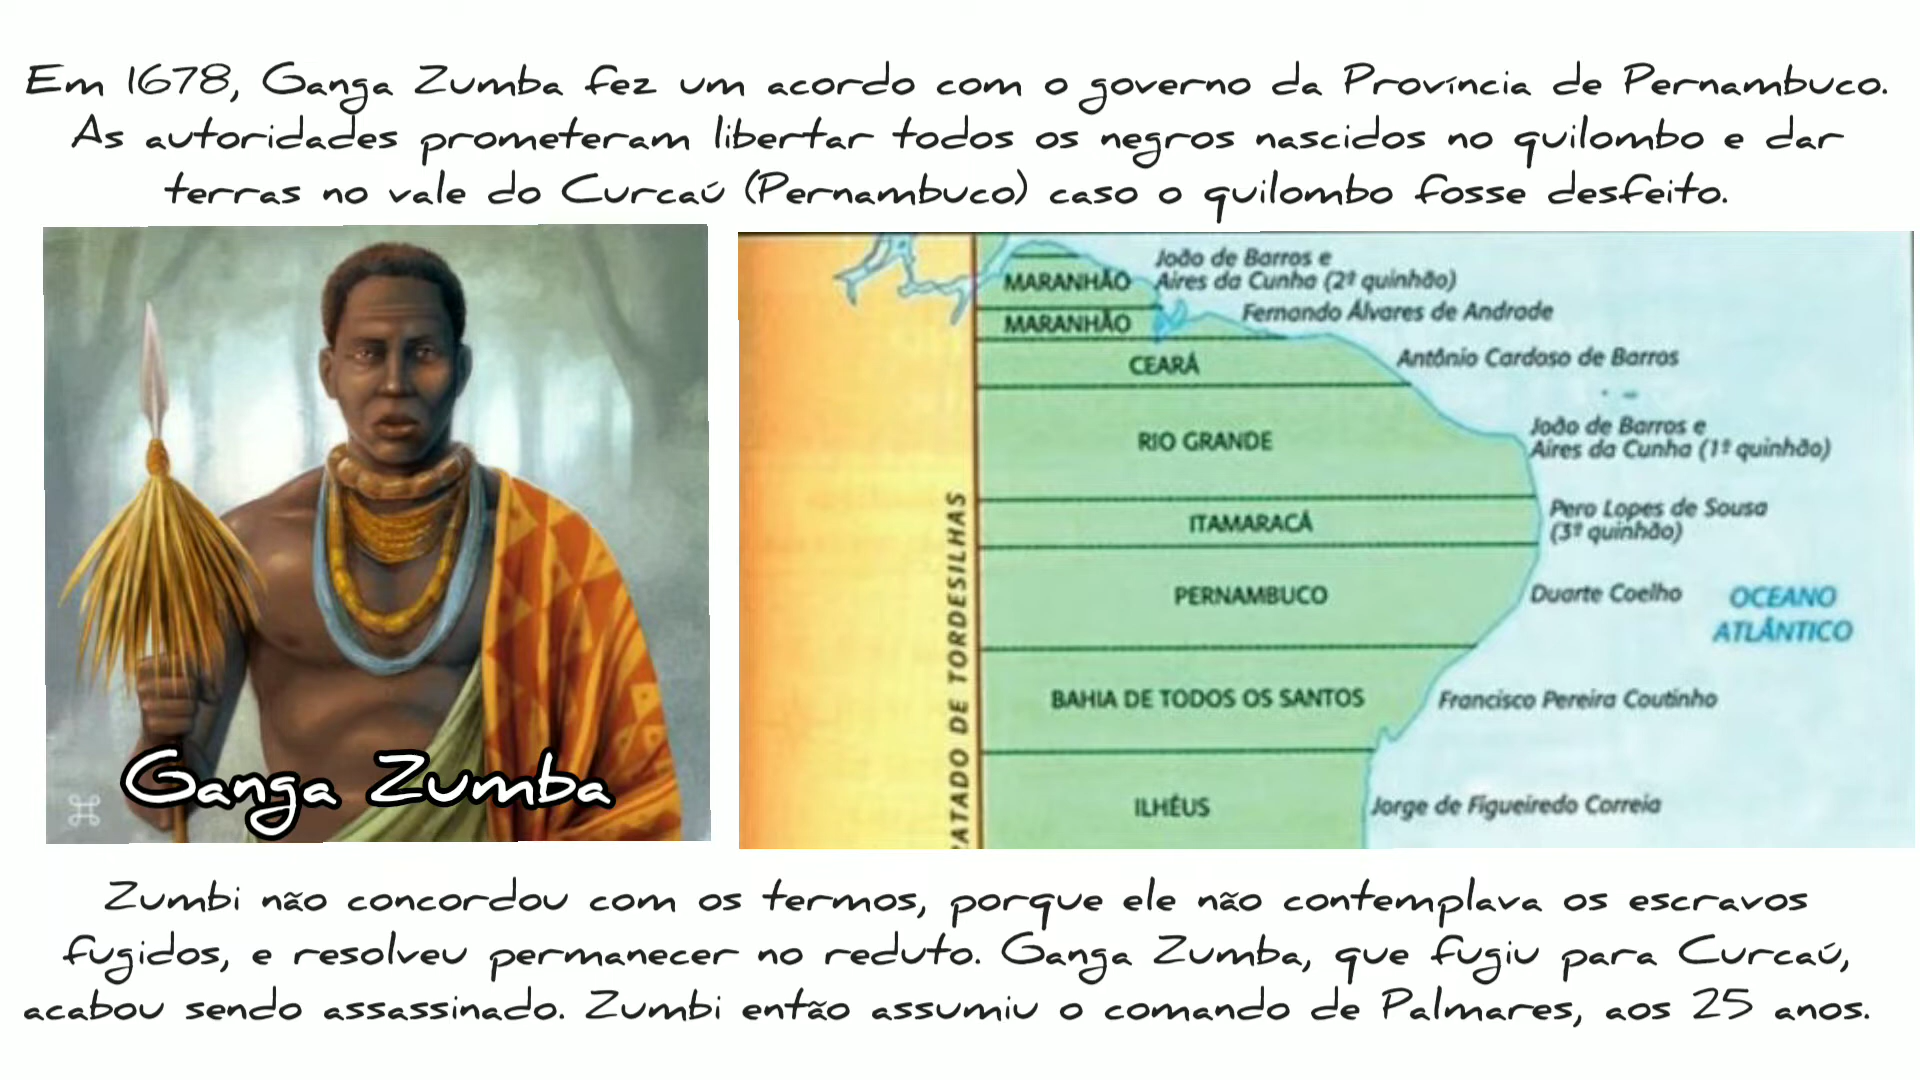 Em 1678, Ganga Zumba fez um acordo com o governo da Província de Pernambuco.
As autoridades prometeram libertar todos os negros nascidos no quilombo e dar
terras no vale do Curcaú (Pernambuco) caso o quilombo fosse desfeito.
Ganga Zumba
MARANHÃO
João de Barros e
Aires da Cunha (2º quinhão)
MARANHÃO
Fernando Álvares de Andrade
CEARÁ
Antônio Cardoso de Barros
RIO GRANDE
João de Barros e
Aires da Cunha (1º quinhão)
ITAMARACÁ
Pero Lopes de Sousa
(3º quinhão)
PERNAMBUCO
Duarte Coelho
OCEANO
ATLÂNTICO
BAHIA DE TODOS OS SANTOS
Francisco Pereira Coutinho
ILHÉUS
Jorge de Figueiredo Correia
RATADO DE TORDESILHAS
Zumbi não concordou com os termos, porque ele não contemplava os escravos
fugidos, e resolveu permanecer no reduto. Ganga Zumba, que fugiu para Curcaú,
acabou sendo assassinado. Zumbi então assumiu o comando de Palmares, aos 25 anos.